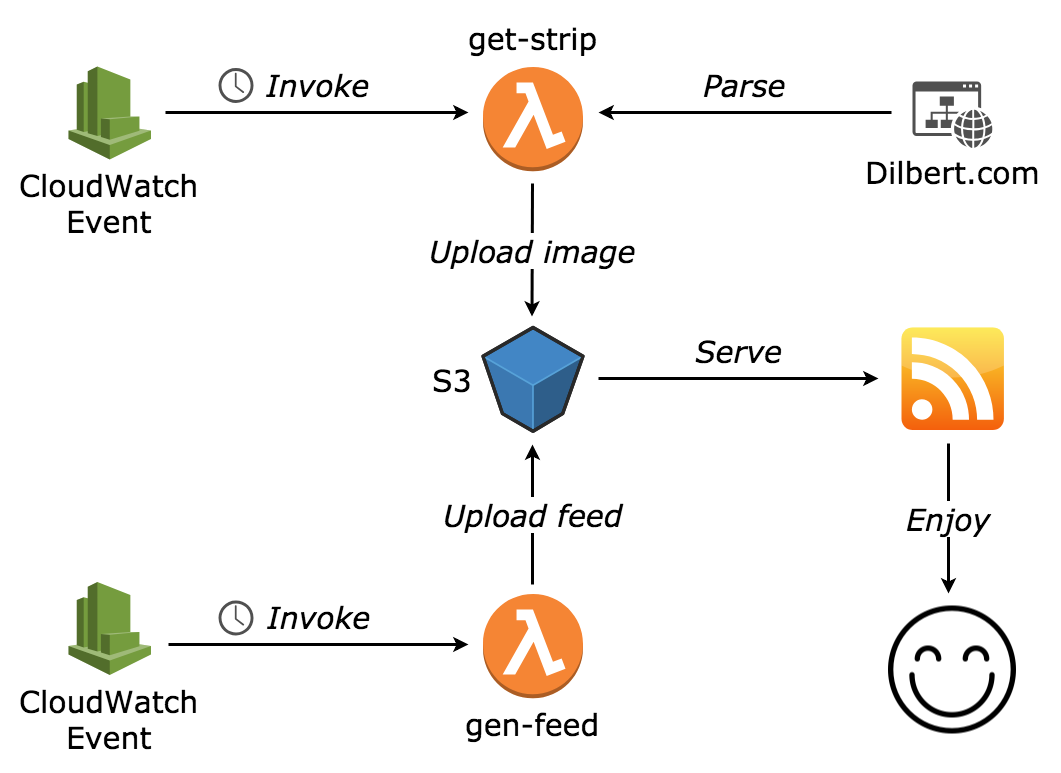 get-strip
Invoke
Parse
CloudWatch
Event
Dilbert.com
Upload image
S3
Serve
Upload feed
Enjoy
Invoke
CloudWatch
Event
gen-feed